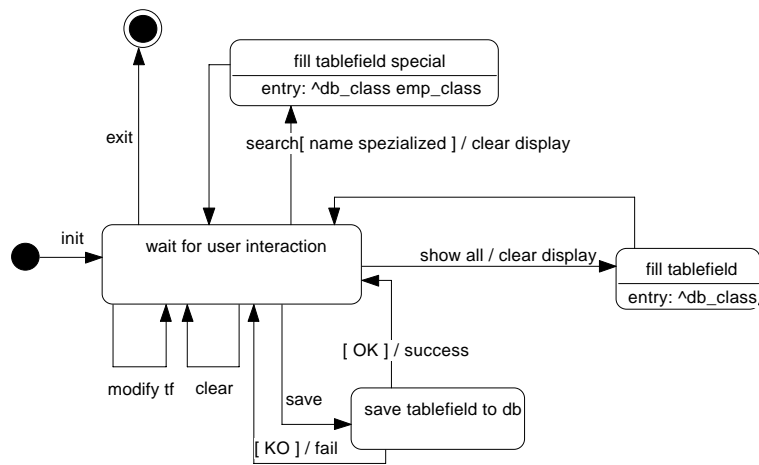 fill tablefield special
entry: ^db_class emp_class
exit
search[ name spezialized ] / clear display
init
wait for user interaction
show all / clear display
fill tablefield
entry: ^db_class
[ OK ] / success
modify tf
clear
save
save tablefield to db
[ KO ] / fail